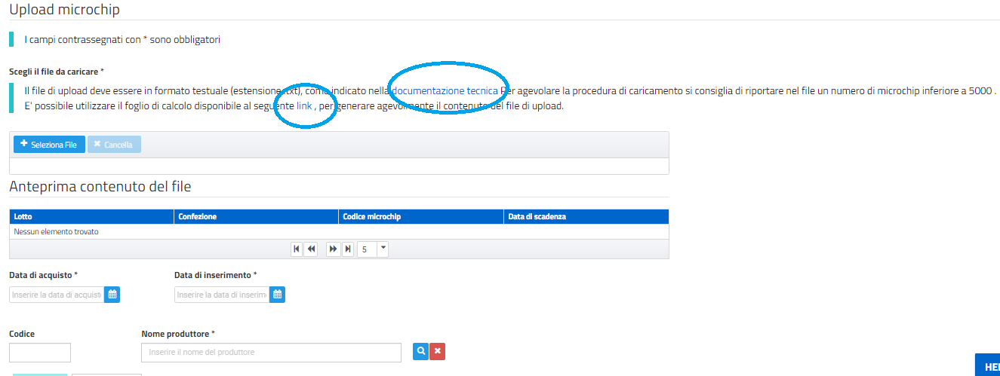 Upload microchip
I campi contrassegnati con * sono obbligatori
Scegli il file da caricare *
Il file di upload deve essere in formato testuale (estensione .txt), come indicato nella documentazione tecnica Per agevolare la procedura di caricamento si consiglia di riportare nel file un numero di microchip inferiore a 5000 .
E' possibile utilizzare il foglio di calcolo disponibile al seguente link , per generare agevolmente il contenuto del file di upload.
Seleziona File Cancella
Anteprima contenuto del file
Lotto Confezione Codice microchip Data di scadenza
Nessun elemento trovato
5
Data di acquisto * Data di inserimento *
Inserire la data di acquist Inserire la data di inserim
Codice Nome produttore *
Inserire il nome del produttore
HE